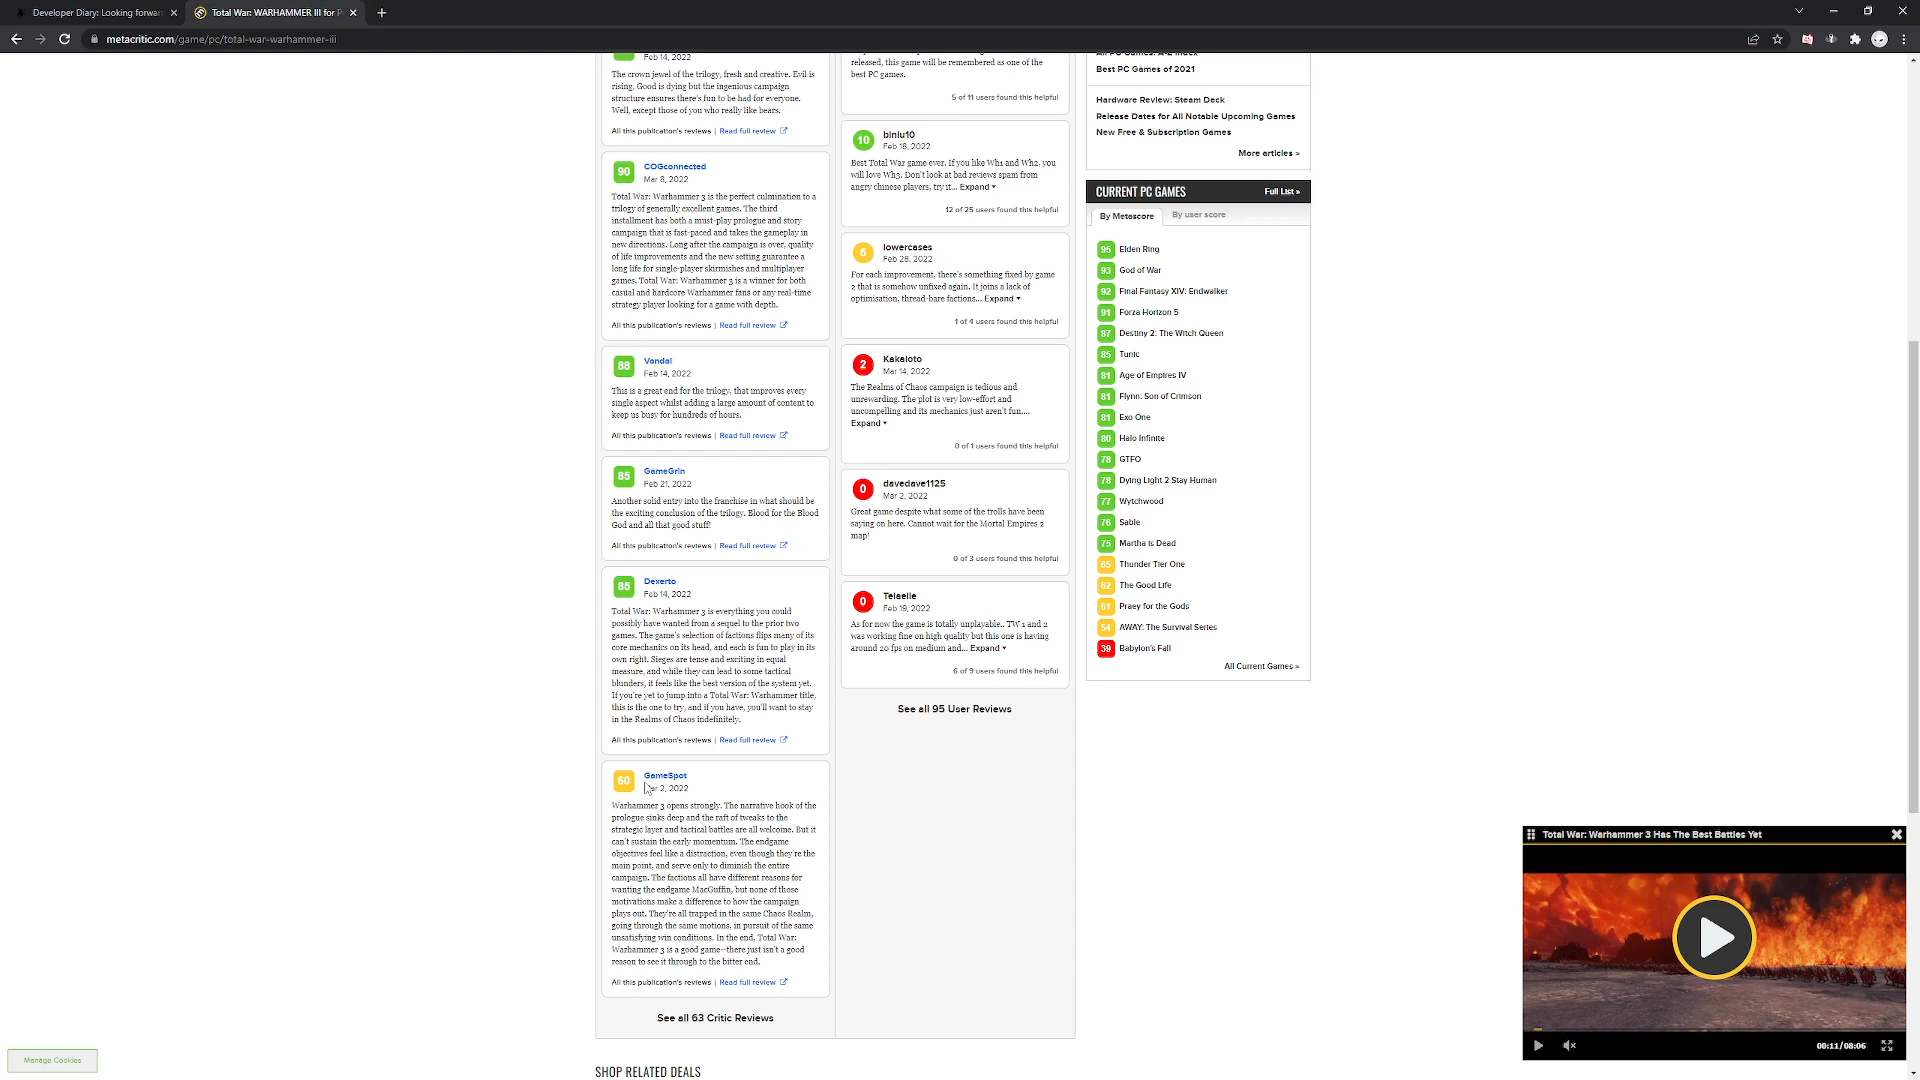 Developer Diary: Looking forward
Total War: WARHAMMER III for P
metacritic.com/game/pc/total-war-warhammer-iii
Feb 14, 2022
The crown jewel of the trilogy, fresh and creative. Evil is
rising, Good is dying but the ingenious campaign
structure ensures there's fun to be had for everyone.
Well, except those of you who really like bears.
All this publication's reviews | Read full review
90
COGconnected
Mar 8, 2022
Total War: Warhammer 3 is the perfect culmination to a
trilogy of generally excellent games. The third
installment has both a must-play prologue and story
campaign that is fast-paced and takes the gameplay in
new directions. Long after the campaign is over, quality
of life improvements and the new setting guarantee a
long life for single-player skirmishes and multiplayer
games. Total War: Warhammer 3 is a winner for both
casual and hardcore Warhammer fans or any real-time
strategy player looking for a game with depth.
All this publication's reviews | Read full review
88
Vandal
Feb 14, 2022
This is a great end for the trilogy, that improves every
single aspect whilst adding a large amount of content to
keep us busy for hundreds of hours.
All this publication's reviews | Read full review
85
GameGrin
Feb 21, 2022
Another solid entry into the franchise in what should be
the exciting conclusion of the trilogy. Blood for the Blood
God and all that good stuff!
All this publication's reviews | Read full review
85
Dexerto
Feb 14, 2022
Total War: Warhammer 3 is everything you could
possibly have wanted from a sequel to the prior two
games. The game's selection of factions flips many of its
core mechanics on its head, and each is fun to play in its
own right. Sieges are tense and exciting in equal
measure, and while they can lead to some tactical
blunders, it feels like the best version of the system yet.
If you're yet to jump into a Total War: Warhammer title,
this is the one to try, and if you have, you'll want to stay
in the Realms of Chaos indefinitely.
All this publication's reviews | Read full review
60
GameSpot
2, 2022
Warhammer 3 opens strongly. The narrative hook of the
prologue sinks deep and the raft of tweaks to the
strategic layer and tactical battles are all welcome. But it
can't sustain the early momentum. The endgame
objectives feel like a distraction, even though they're the
main point, and serve only to diminish the entire
campaign. The factions all have different reasons for
wanting the endgame MacGuffin, but none of those
motivations make a difference to how the campaign
plays out. They're all trapped in the same Chaos Realm,
going through the same motions, in pursuit of the same
unsatisfying win conditions. In the end, Total War:
Warhammer 3 is a good game--there just isn't a good
reason to see it through to the bitter end.
All this publication's reviews | Read full review
See all 63 Critic Reviews
released, this game will be remembered as one of the
best PC games.
5 of 11 users found this helpful
10
biniu10
Feb 18, 2022
Best Total War game ever. If you like Wh1 and Wh2, you
will love Wh3. Don't look at bad reviews spam from
angry chinese players, try it... Expand
12 of 25 users found this helpful
lowercases
Feb 28, 2022
For each improvement, there's something fixed by game
2 that is somehow unfixed again. It joins a lack of
optimisation, thread-bare factions... Expand
1 of 4 users found this helpful
2
Kakaloto
Mar 14, 2022
The Realms of Chaos campaign is tedious and
unrewarding. The plot is very low-effort and
uncompelling and its mechanics just aren't fun....
Expand
0 of 1 users found this helpful
0
davedave1125
Mar 2, 2022
Great game despite what some of the trolls have been
saying on here. Cannot wait for the Mortal Empires 2
map!
0 of 3 users found this helpful
0
Telaelie
Feb 19, 2022
As for now the game is totally unplayable.. TW 1 and 2
was working fine on high quality but this one is having
around 20 fps on medium and... Expand
6 of 9 users found this helpful
See all 95 User Reviews
All PC Games: A-Z Index
Best PC Games of 2021
Hardware Review: Steam Deck
Release Dates for All Notable Upcoming Games
New Free & Subscription Games
More articles »
CURRENT PC GAMES
Full List »
By Metascore
By user score
95 Elden Ring
93 God of War
92 Final Fantasy XIV: Endwalker
91 Forza Horizon 5
87 Destiny 2: The Witch Queen
85 Tunic
81 Age of Empires IV
81 Flynn: Son of Crimson
81 Exo One
80 Halo Infinite
78 GTFO
78 Dying Light 2 Stay Human
77 Wytchwood
76 Sable
75 Martha is Dead
65 Thunder Tier One
62 The Good Life
61 Praey for the Gods
54 AWAY: The Survival Series
39 Babylon's Fall
All Current Games »
Total War: Warhammer 3 Has The Best Battles Yet
00:11/08:06
Manage Cookies
SHOP RELATED DEALS